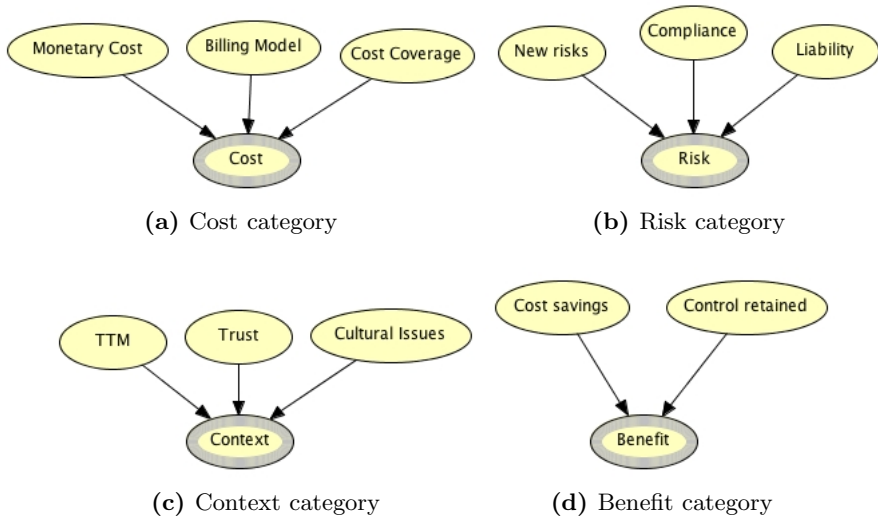 Monetary Cost
Billing Model
Cost Coverage
Cost
(a) Cost category
New risks
Compliance
Liability
Risk
(b) Risk category
TTM
Trust
Cultural Issues
Context
(c) Context category
Cost savings
Control retained
Benefit
(d) Benefit category